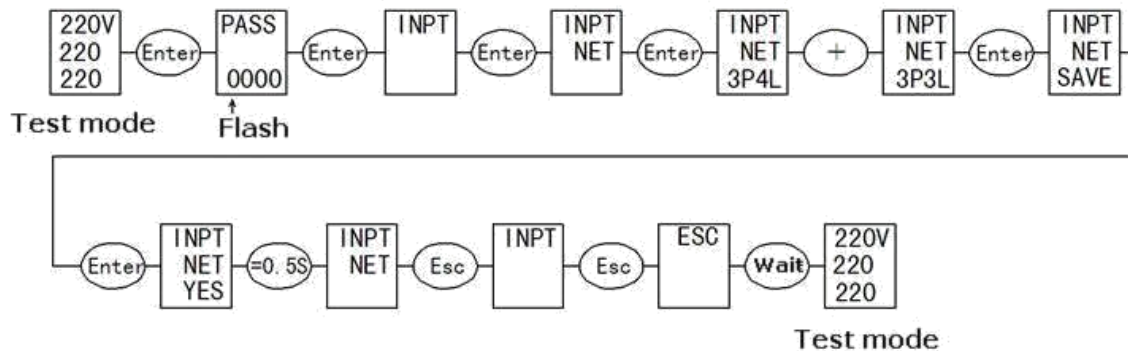 220V
220
220
Enter
PASS
0000
Enter
INPT
Enter
INPT
NET
Enter
INPT
NET
3P4L
+
INPT
NET
3P3L
Enter
INPT
NET
SAVE
Test mode
Flash
Enter
INPT
NET
YES
=0.5S
INPT
NET
Esc
INPT
Esc
ESC
Wait
220V
220
220
Test mode